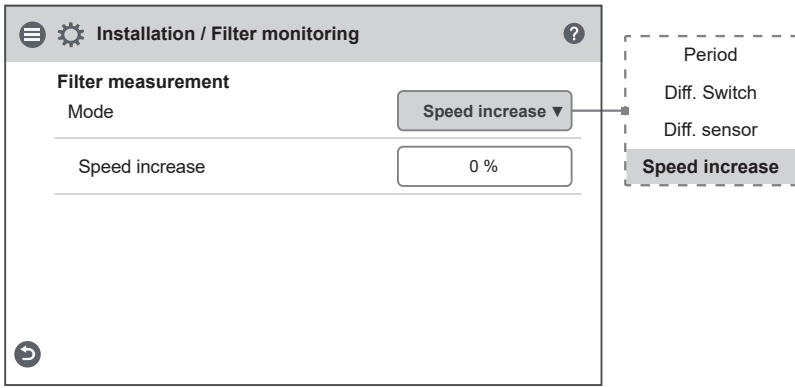 Installation / Filter monitoring
?
Filter measurement
Mode
Speed increase ▼
Speed increase
0 %
Period
Diff. Switch
Diff. sensor
Speed increase